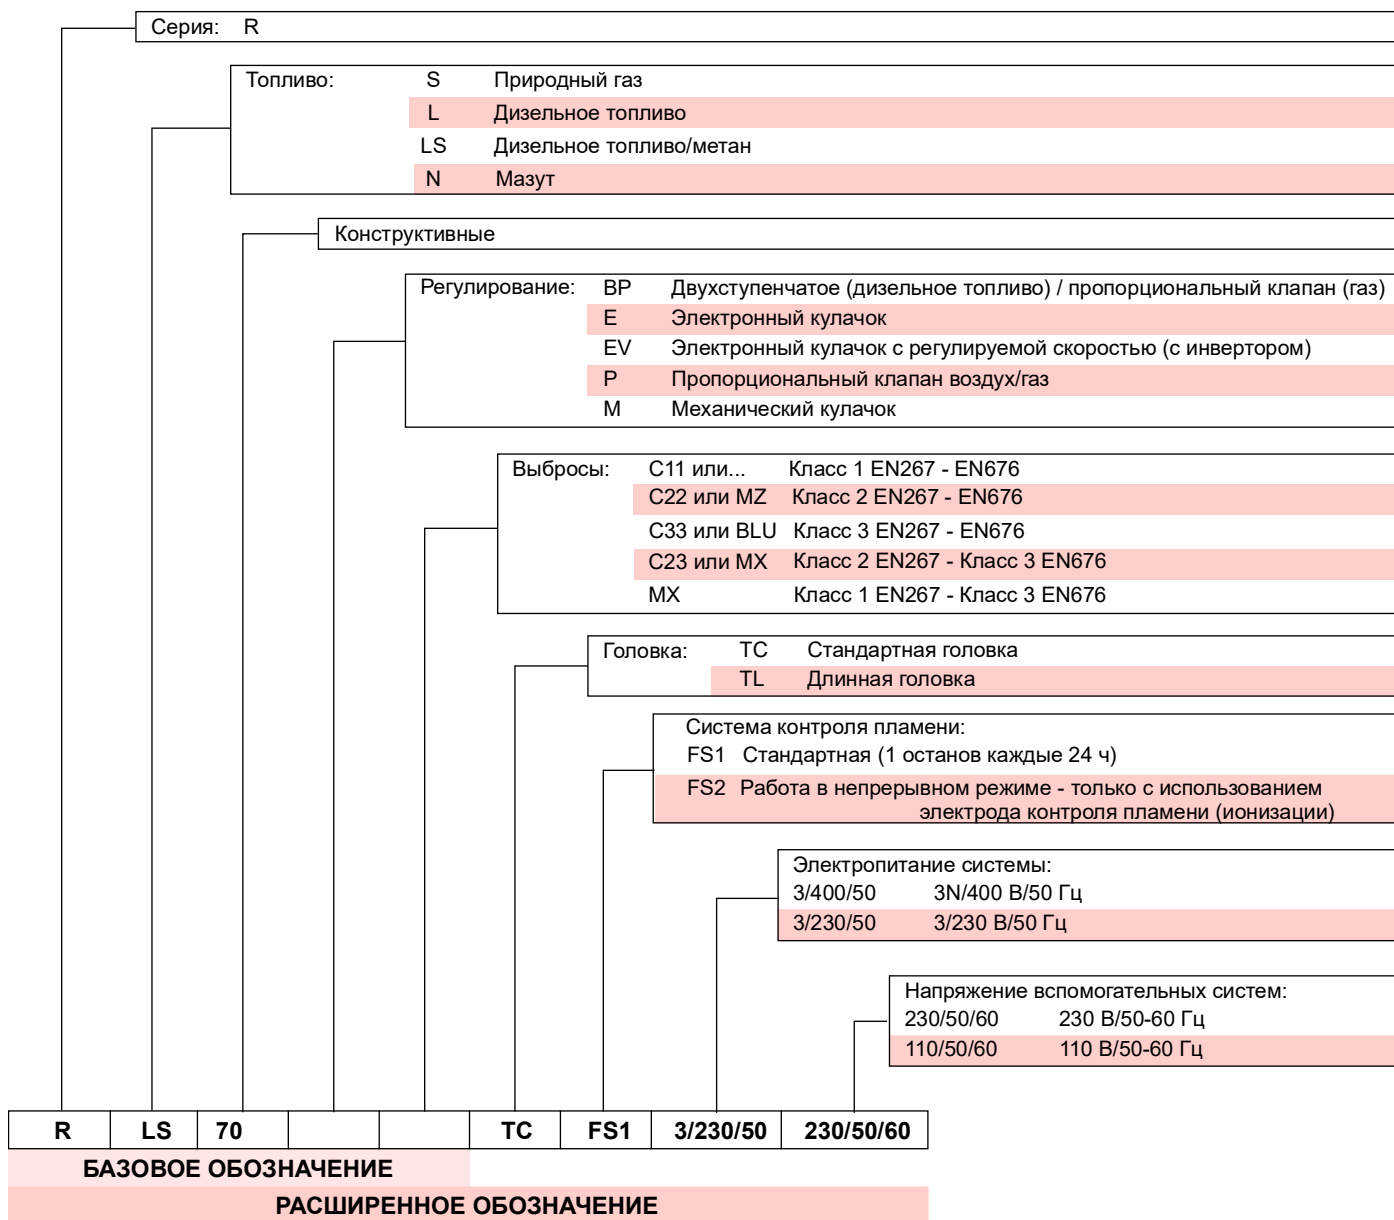 Серия: R
Топливо: S Природный газ
L Дизельное топливо
LS Дизельное топливо/метан
N Мазут
Конструктивные
Регулирование: BP Двухступенчатое (дизельное топливо) / пропорциональный клапан (газ)
E Электронный кулачок
EV Электронный кулачок с регулируемой скоростью (с инвертором)
P Пропорциональный клапан воздух/газ
M Механический кулачок
Выбросы: C11 или... Класс 1 EN267 - EN676
C22 или MZ Класс 2 EN267 - EN676
C33 или BLU Класс 3 EN267 - EN676
C23 или MX Класс 2 EN267 - Класс 3 EN676
MX Класс 1 EN267 - Класс 3 EN676
Головка: TC Стандартная головка
TL Длинная головка
Система контроля пламени:
FS1 Стандартная (1 останов каждые 24 ч)
FS2 Работа в непрерывном режиме - только с использованием
электрода контроля пламени (ионизации)
Электропитание системы:
3/400/50 3N/400 В/50 Гц
3/230/50 3/230 В/50 Гц
Напряжение вспомогательных систем:
230/50/60 230 В/50-60 Гц
110/50/60 110 В/50-60 Гц
R LS 70 TC FS1 3/230/50 230/50/60
БАЗОВОЕ ОБОЗНАЧЕНИЕ
РАСШИРЕННОЕ ОБОЗНАЧЕНИЕ